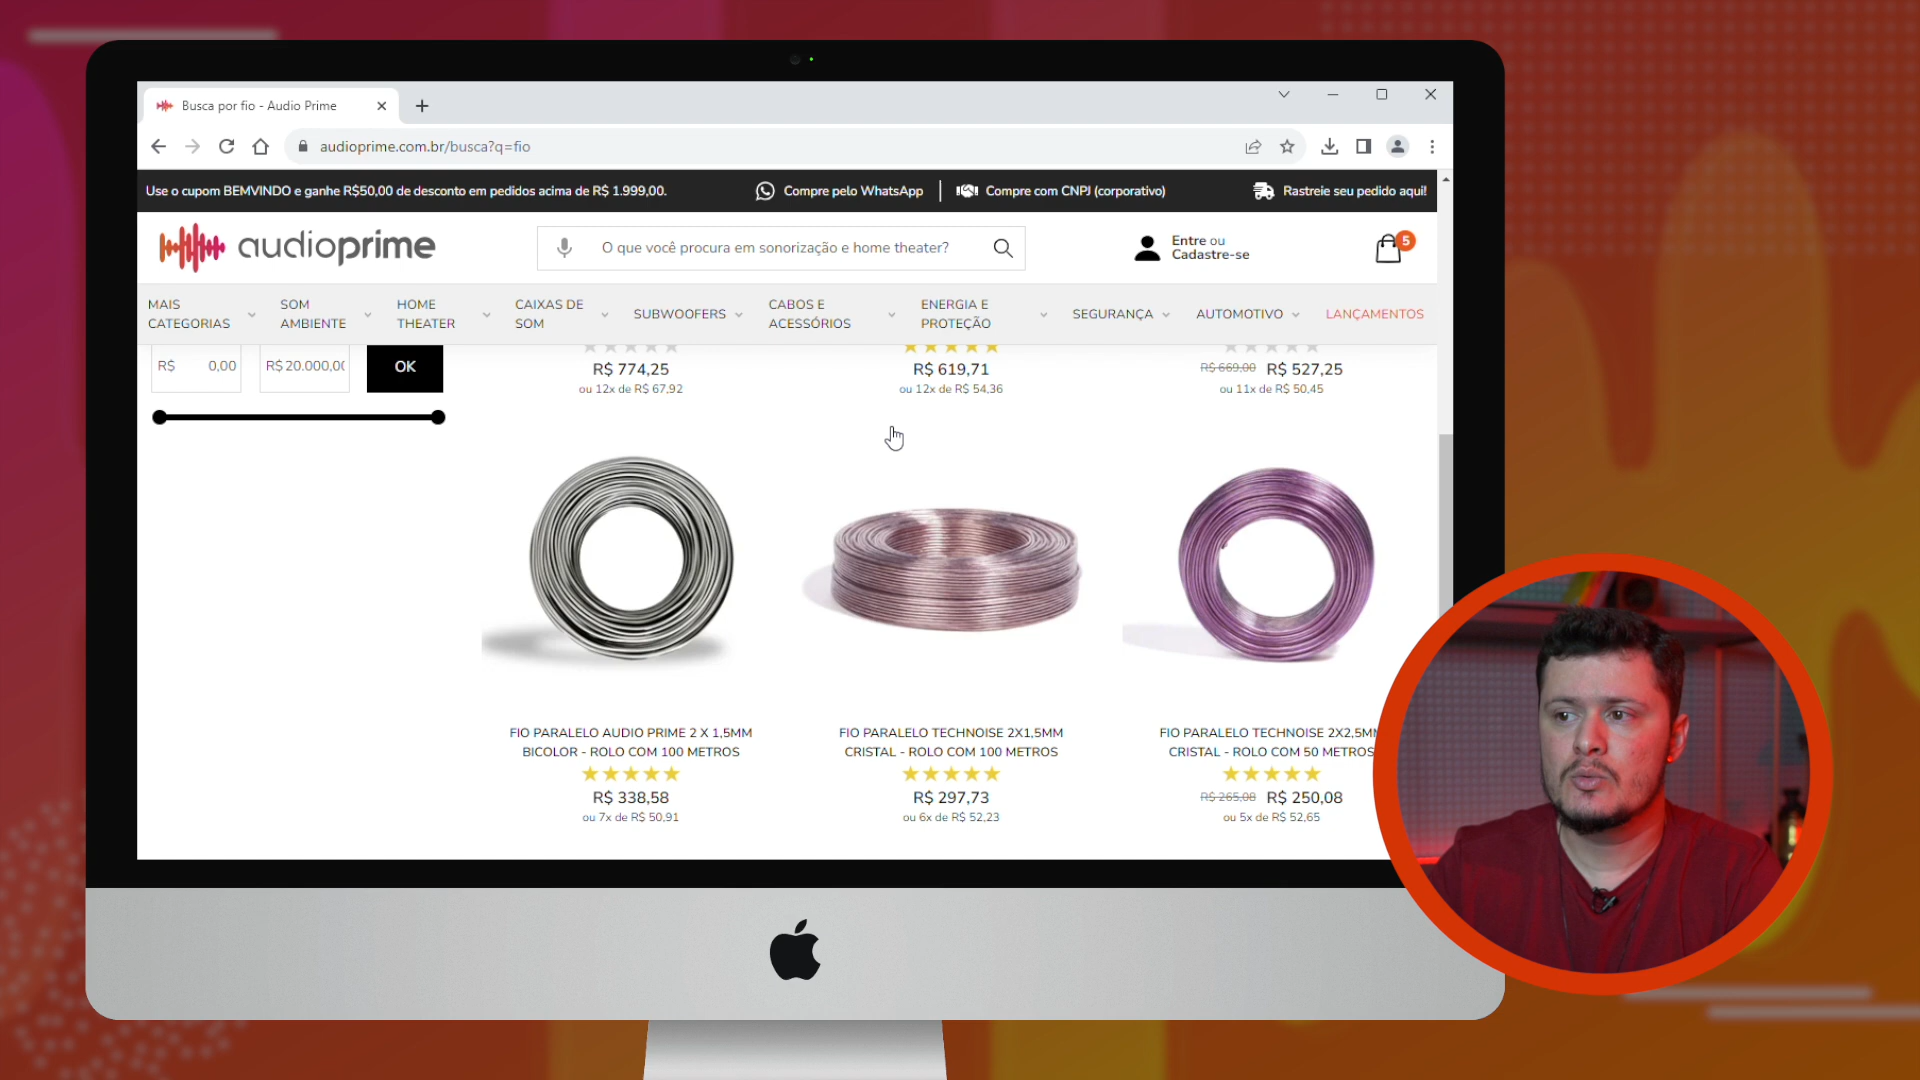 Busca por fio - Audio Prime
audioprime.com.br/busca?q=fio
Use o cupom BEMVINDO e ganhe R$50,00 de desconto em pedidos acima de R$ 1.999,00.
Compre pelo WhatsApp
Compre com CNPJ (corporativo)
Rastreie seu pedido aqui!
audioprime
O que você procura em sonorização e home theater?
Entre ou
Cadastre-se
5
MAIS
CATEGORIAS
SOM
AMBIENTE
HOME
THEATER
CAIXAS DE
SOM
SUBWOOFERS
CABOS E
ACESSÓRIOS
ENERGIA E
PROTEÇÃO
SEGURANÇA
AUTOMOTIVO
LANÇAMENTOS
R$ 0,00
R$ 20.000,0
OK
R$ 774,25
ou 12x de R$ 67,92
R$ 619,71
ou 12x de R$ 54,36
R$ 669,00 R$ 527,25
ou 11x de R$ 50,45
FIO PARALELO AUDIO PRIME 2 X 1,5MM
BICOLOR - ROLO COM 100 METROS
R$ 338,58
ou 7x de R$ 50,91
FIO PARALELO TECHNOISE 2X1,5MM
CRISTAL - ROLO COM 100 METROS
R$ 297,73
ou 6x de R$ 52,23
FIO PARALELO TECHNOISE 2X2,5MM
CRISTAL - ROLO COM 50 METROS
R$ 265,08 R$ 250,08
ou 5x de R$ 52,65